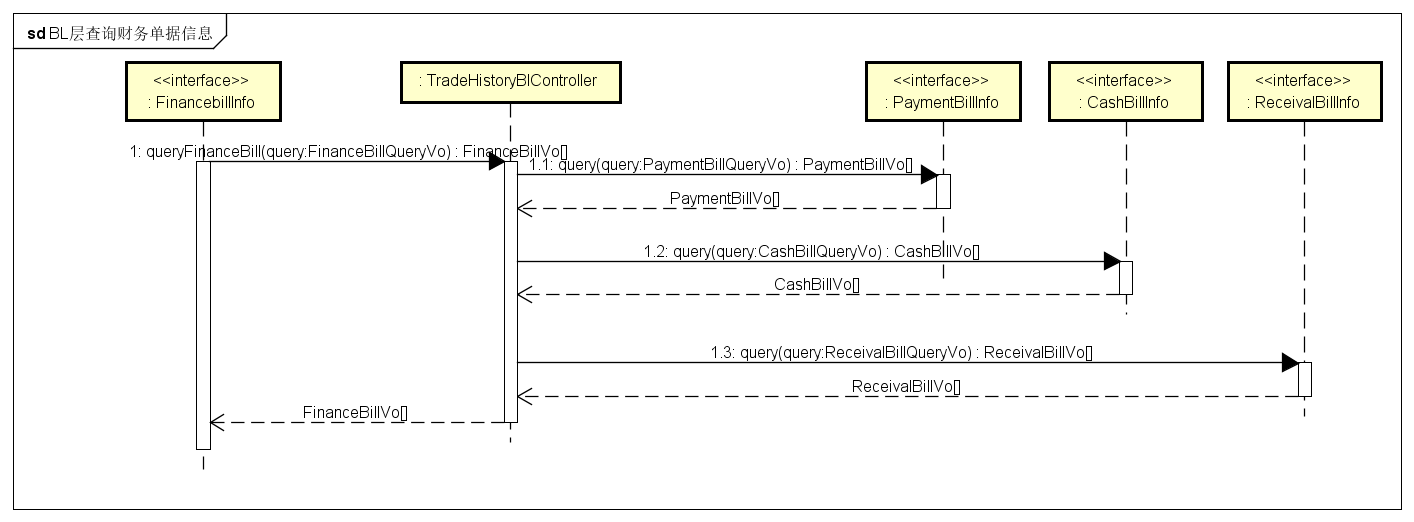 sd BL层查询财务单据信息
<<interface>>
: FinancebillInfo
: TradeHistoryBlController
<<interface>>
: PaymentBillInfo
<<interface>>
: CashBillInfo
<<interface>>
: ReceivalBillInfo
1: queryFinanceBill(query:FinanceBillQueryVo) : FinanceBillVo[]
1.1: query(query:PaymentBillQueryVo) : PaymentBillVo[]
PaymentBillVo[]
1.2: query(query:CashBillQueryVo) : CashBillVo[]
CashBillVo[]
1.3: query(query:ReceivalBillQueryVo) : ReceivalBillVo[]
ReceivalBillVo[]
FinanceBillVo[]